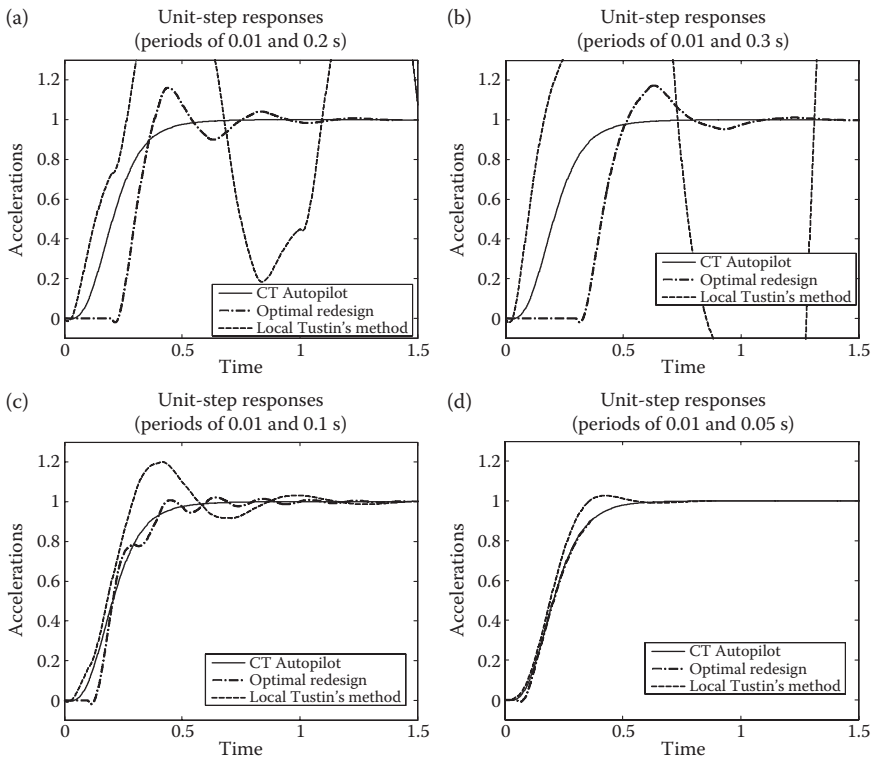 (a)
Unit-step responses
(periods of 0.01 and 0.2 s)
1.2
1
0.8
0.6
0.4
0.2
0
Accelerations
CT Autopilot
Optimal redesign
Local Tustin's method
0
0.5
1
1.5
Time
(b)
Unit-step responses
(periods of 0.01 and 0.3 s)
1.2
1
0.8
0.6
0.4
0.2
0
Accelerations
CT Autopilot
Optimal redesign
Local Tustin's method
0
0.5
1
1.5
Time
(c)
Unit-step responses
(periods of 0.01 and 0.1 s)
1.2
1
0.8
0.6
0.4
0.2
0
Accelerations
CT Autopilot
Optimal redesign
Local Tustin's method
0
0.5
1
1.5
Time
(d)
Unit-step responses
(periods of 0.01 and 0.05 s)
1.2
1
0.8
0.6
0.4
0.2
0
Accelerations
CT Autopilot
Optimal redesign
Local Tustin's method
0
0.5
1
1.5
Time